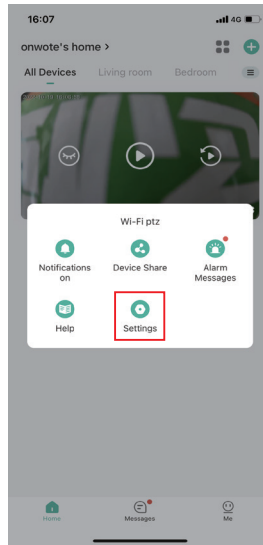 16:07
4G
onwote's home >
All Devices Living room Bedroom
Wi-Fi ptz
Notifications
on
Device Share
Alarm
Messages
Help
Settings
Home
Messages
Me